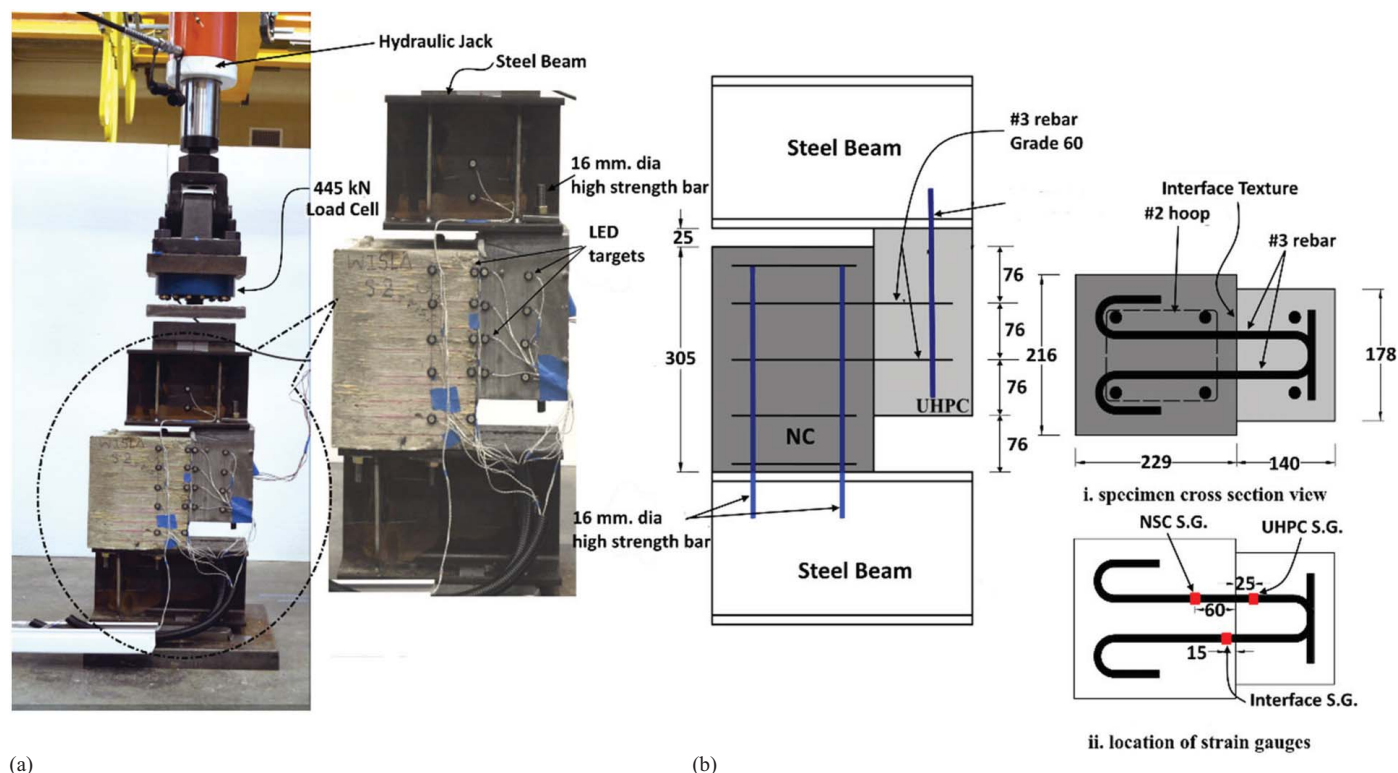 Hydraulic Jack
Steel Beam
445 kN
Load Cell
16 mm. dia
high strength bar
LED
targets
WISLA
S2
WISLA
S2
#3 rebar
Grade 60
Steel Beam
25
305
76
76
76
76
UHPC
NC
16 mm. dia
high strength bar
Steel Beam
Interface Texture
#2 hoop
#3 rebar
216
178
229
140
i. specimen cross section view
NSC S.G.
UHPC S.G.
25
60
15
Interface S.G.
ii. location of strain gauges
(a)
(b)